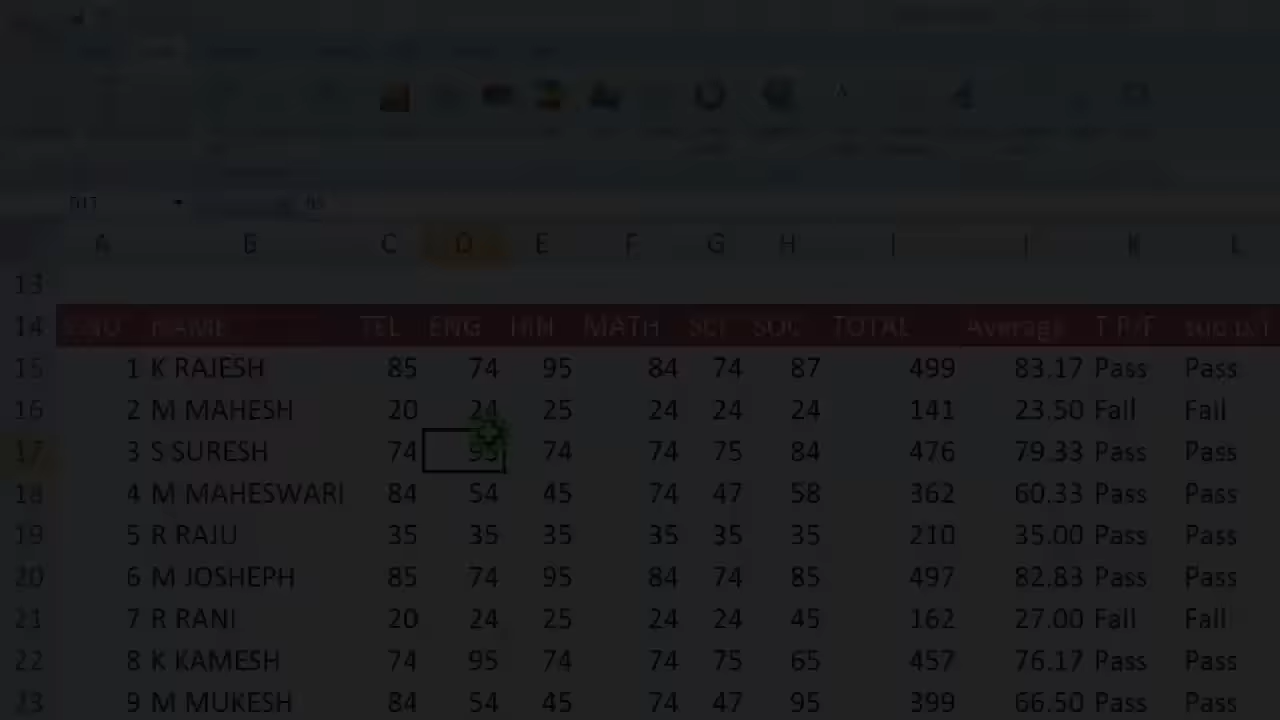 D17 95
A B C D E F G H I J K L
13
14 S.NO NAME TEL ENG HIN MATH SCI SOC TOTAL Average T P/F
15 1 K RAJESH 85 74 95 84 74 87 499 83.17 Pass Pass
16 2 M MAHESH 20 24 25 24 24 24 141 23.50 Fail Fail
17 3 S SURESH 74 95 74 74 75 84 476 79.33 Pass Pass
18 4 M MAHESWARI 84 54 45 74 47 58 362 60.33 Pass Pass
19 5 R RAJU 35 35 35 35 35 35 210 35.00 Pass Pass
20 6 M JOSHEPH 85 74 95 84 74 85 497 82.83 Pass Pass
21 7 R RANI 20 24 25 24 24 45 162 27.00 Fail Fail
22 8 K KAMESH 74 95 74 74 75 65 457 76.17 Pass Pass
23 9 M MUKESH 84 54 45 74 47 95 399 66.50 Pass Pass